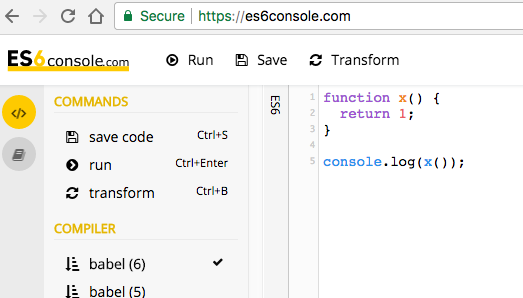 Secure | https://es6console.com
ES6console.com
Run
Save
Transform
COMMANDS
save code Ctrl+S
run Ctrl+Enter
transform Ctrl+B
COMPILER
babel (6)
babel (5)
ES6
1 function x() {
2 return 1;
3 }
4
5 console.log(x());